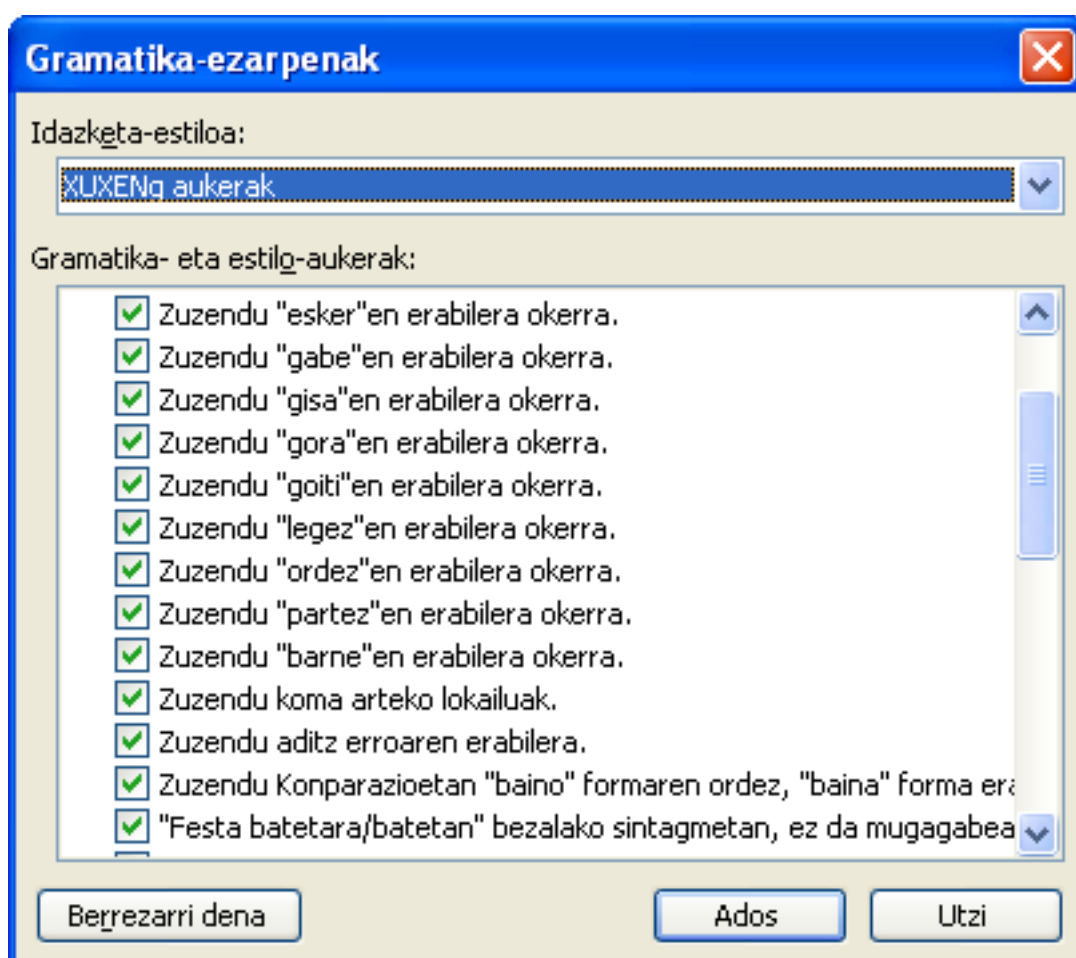 Gramatika-ezarpenak
Idazketa-estiloa:
XUXENg aukerak
Gramatika- eta estilo-aukerak:
Zuzendu "esker"en erabilera okerra.
Zuzendu "gabe"en erabilera okerra.
Zuzendu "gisa"en erabilera okerra.
Zuzendu "gora"en erabilera okerra.
Zuzendu "goiti"en erabilera okerra.
Zuzendu "legez"en erabilera okerra.
Zuzendu "ordez"en erabilera okerra.
Zuzendu "partez"en erabilera okerra.
Zuzendu "barne"en erabilera okerra.
Zuzendu koma arteko lokailuak.
Zuzendu aditz erroaren erabilera.
Zuzendu Konparazioetan "baino" formaren ordez, "baina" forma era
"Festa batetara/batetan" bezalako sintagmetan, ez da mugagabea
Berrezarri dena Ados Utzi